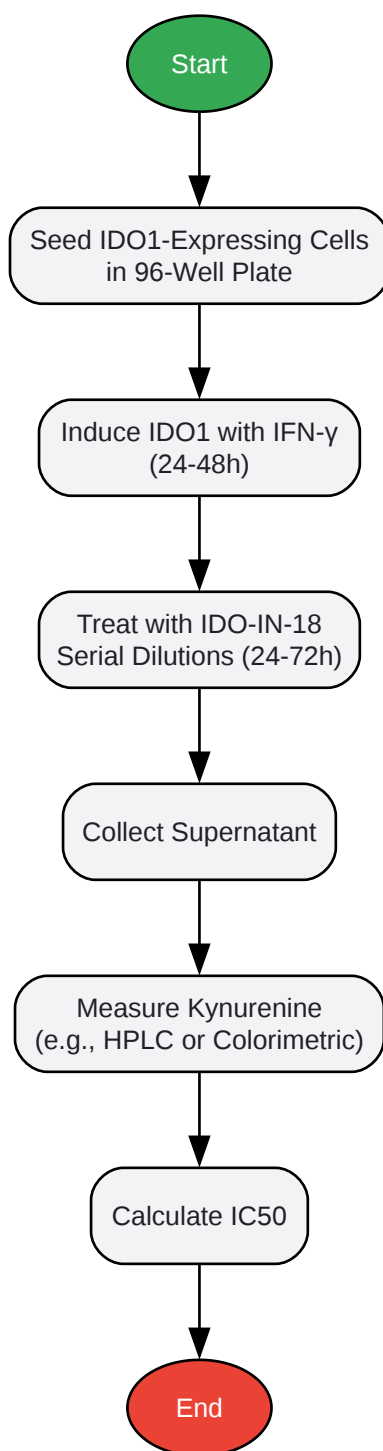 Start
Seed IDO1-Expressing Cells
in 96-Well Plate
Induce IDO1 with IFN-γ
(24-48h)
Treat with IDO-IN-18
Serial Dilutions (24-72h)
Collect Supernatant
Measure Kynurenine
(e.g., HPLC or Colorimetric)
Calculate IC50
End